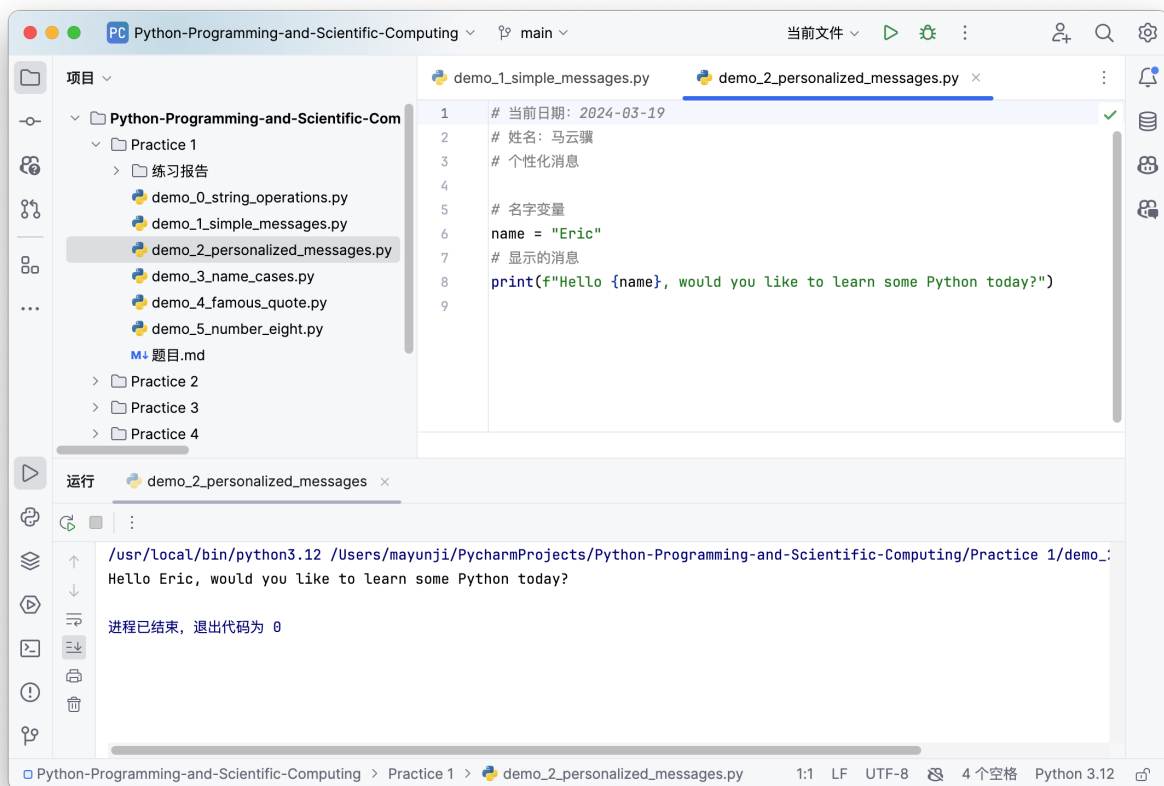 PC Python-Programming-and-Scientific-Computing main 当前文件
项目
Python-Programming-and-Scientific-Com
Practice 1
练习报告
demo_0_string_operations.py
demo_1_simple_messages.py
demo_2_personalized_messages.py
demo_3_name_cases.py
demo_4_famous_quote.py
demo_5_number_eight.py
M↓ 题目.md
Practice 2
Practice 3
Practice 4
demo_1_simple_messages.py demo_2_personalized_messages.py
1 # 当前日期：2024-03-19
2 # 姓名：马云骥
3 # 个性化消息
4
5 # 名字变量
6 name = "Eric"
7 # 显示的消息
8 print(f"Hello {name}, would you like to learn some Python today?")
9
运行 demo_2_personalized_messages
/usr/local/bin/python3.12 /Users/mayunji/PycharmProjects/Python-Programming-and-Scientific-Computing/Practice 1/demo_2
Hello Eric, would you like to learn some Python today?
进程已结束，退出代码为 0
Python-Programming-and-Scientific-Computing > Practice 1 > demo_2_personalized_messages.py 1:1 LF UTF-8 4 个空格 Python 3.12